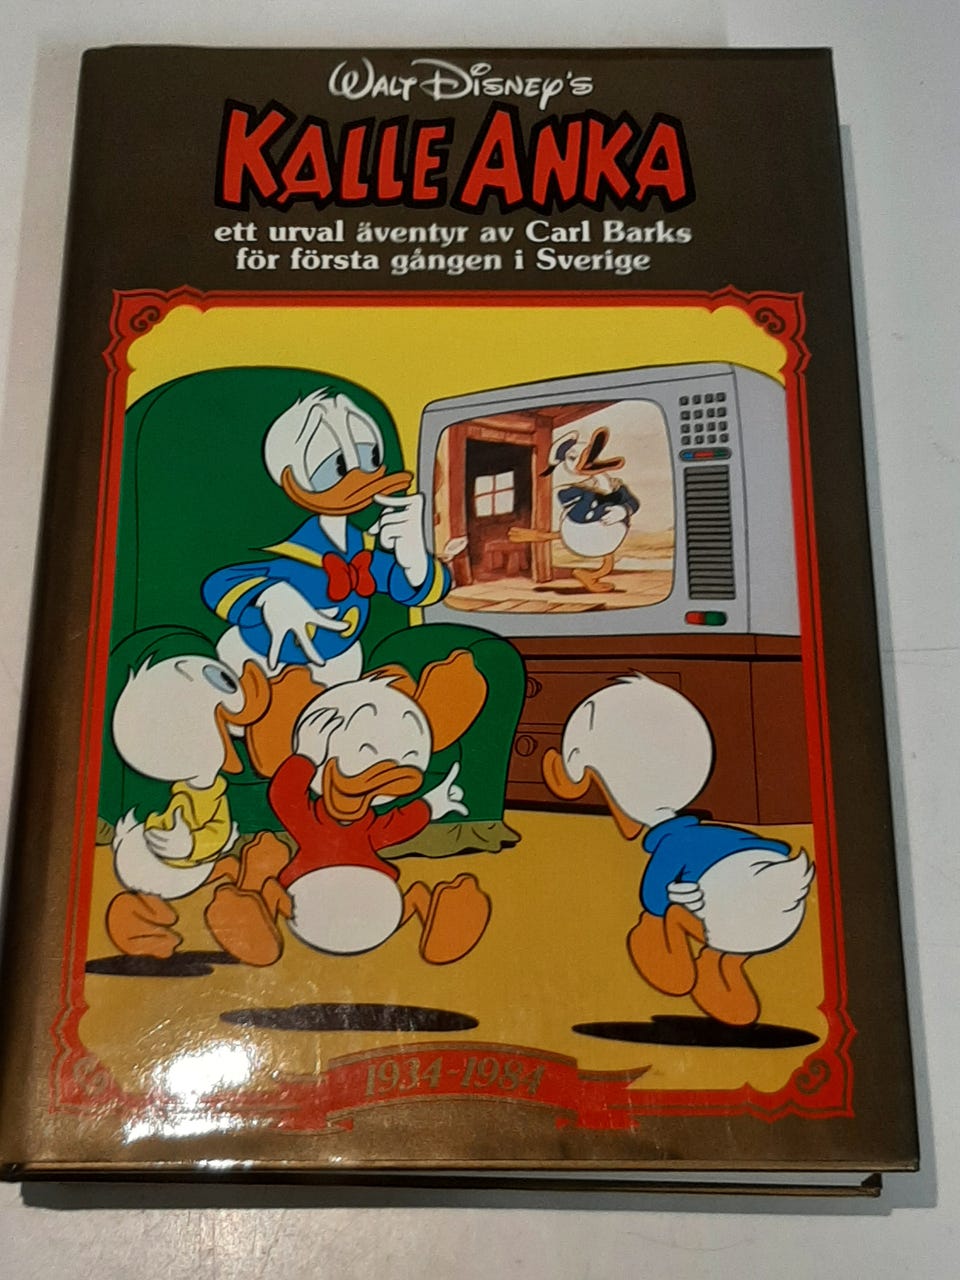 WALT DISNEY'S
KALLE ANKA
ett urval äventyr av Carl Barks
för första gången i Sverige
1934-1984